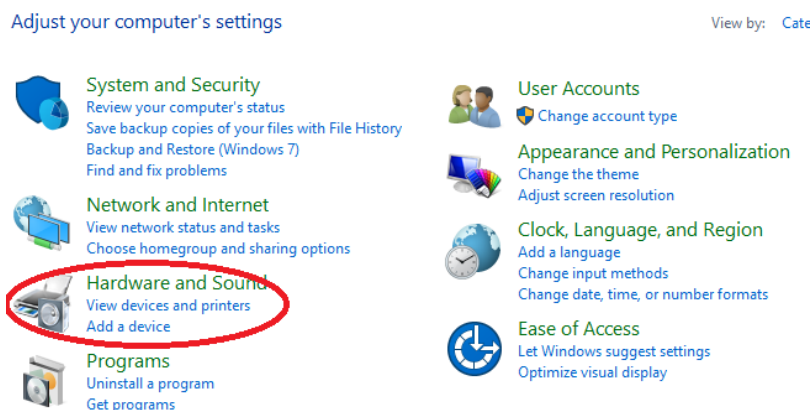 Adjust your computer's settings
View by:
System and Security
Review your computer's status
Save backup copies of your files with File History
Backup and Restore (Windows 7)
Find and fix problems
Network and Internet
View network status and tasks
Choose homegroup and sharing options
Hardware and Sound
View devices and printers
Add a device
Programs
Uninstall a program
Get programs
User Accounts
Change account type
Appearance and Personalization
Change the theme
Adjust screen resolution
Clock, Language, and Region
Add a language
Change input methods
Change date, time, or number formats
Ease of Access
Let Windows suggest settings
Optimize visual display